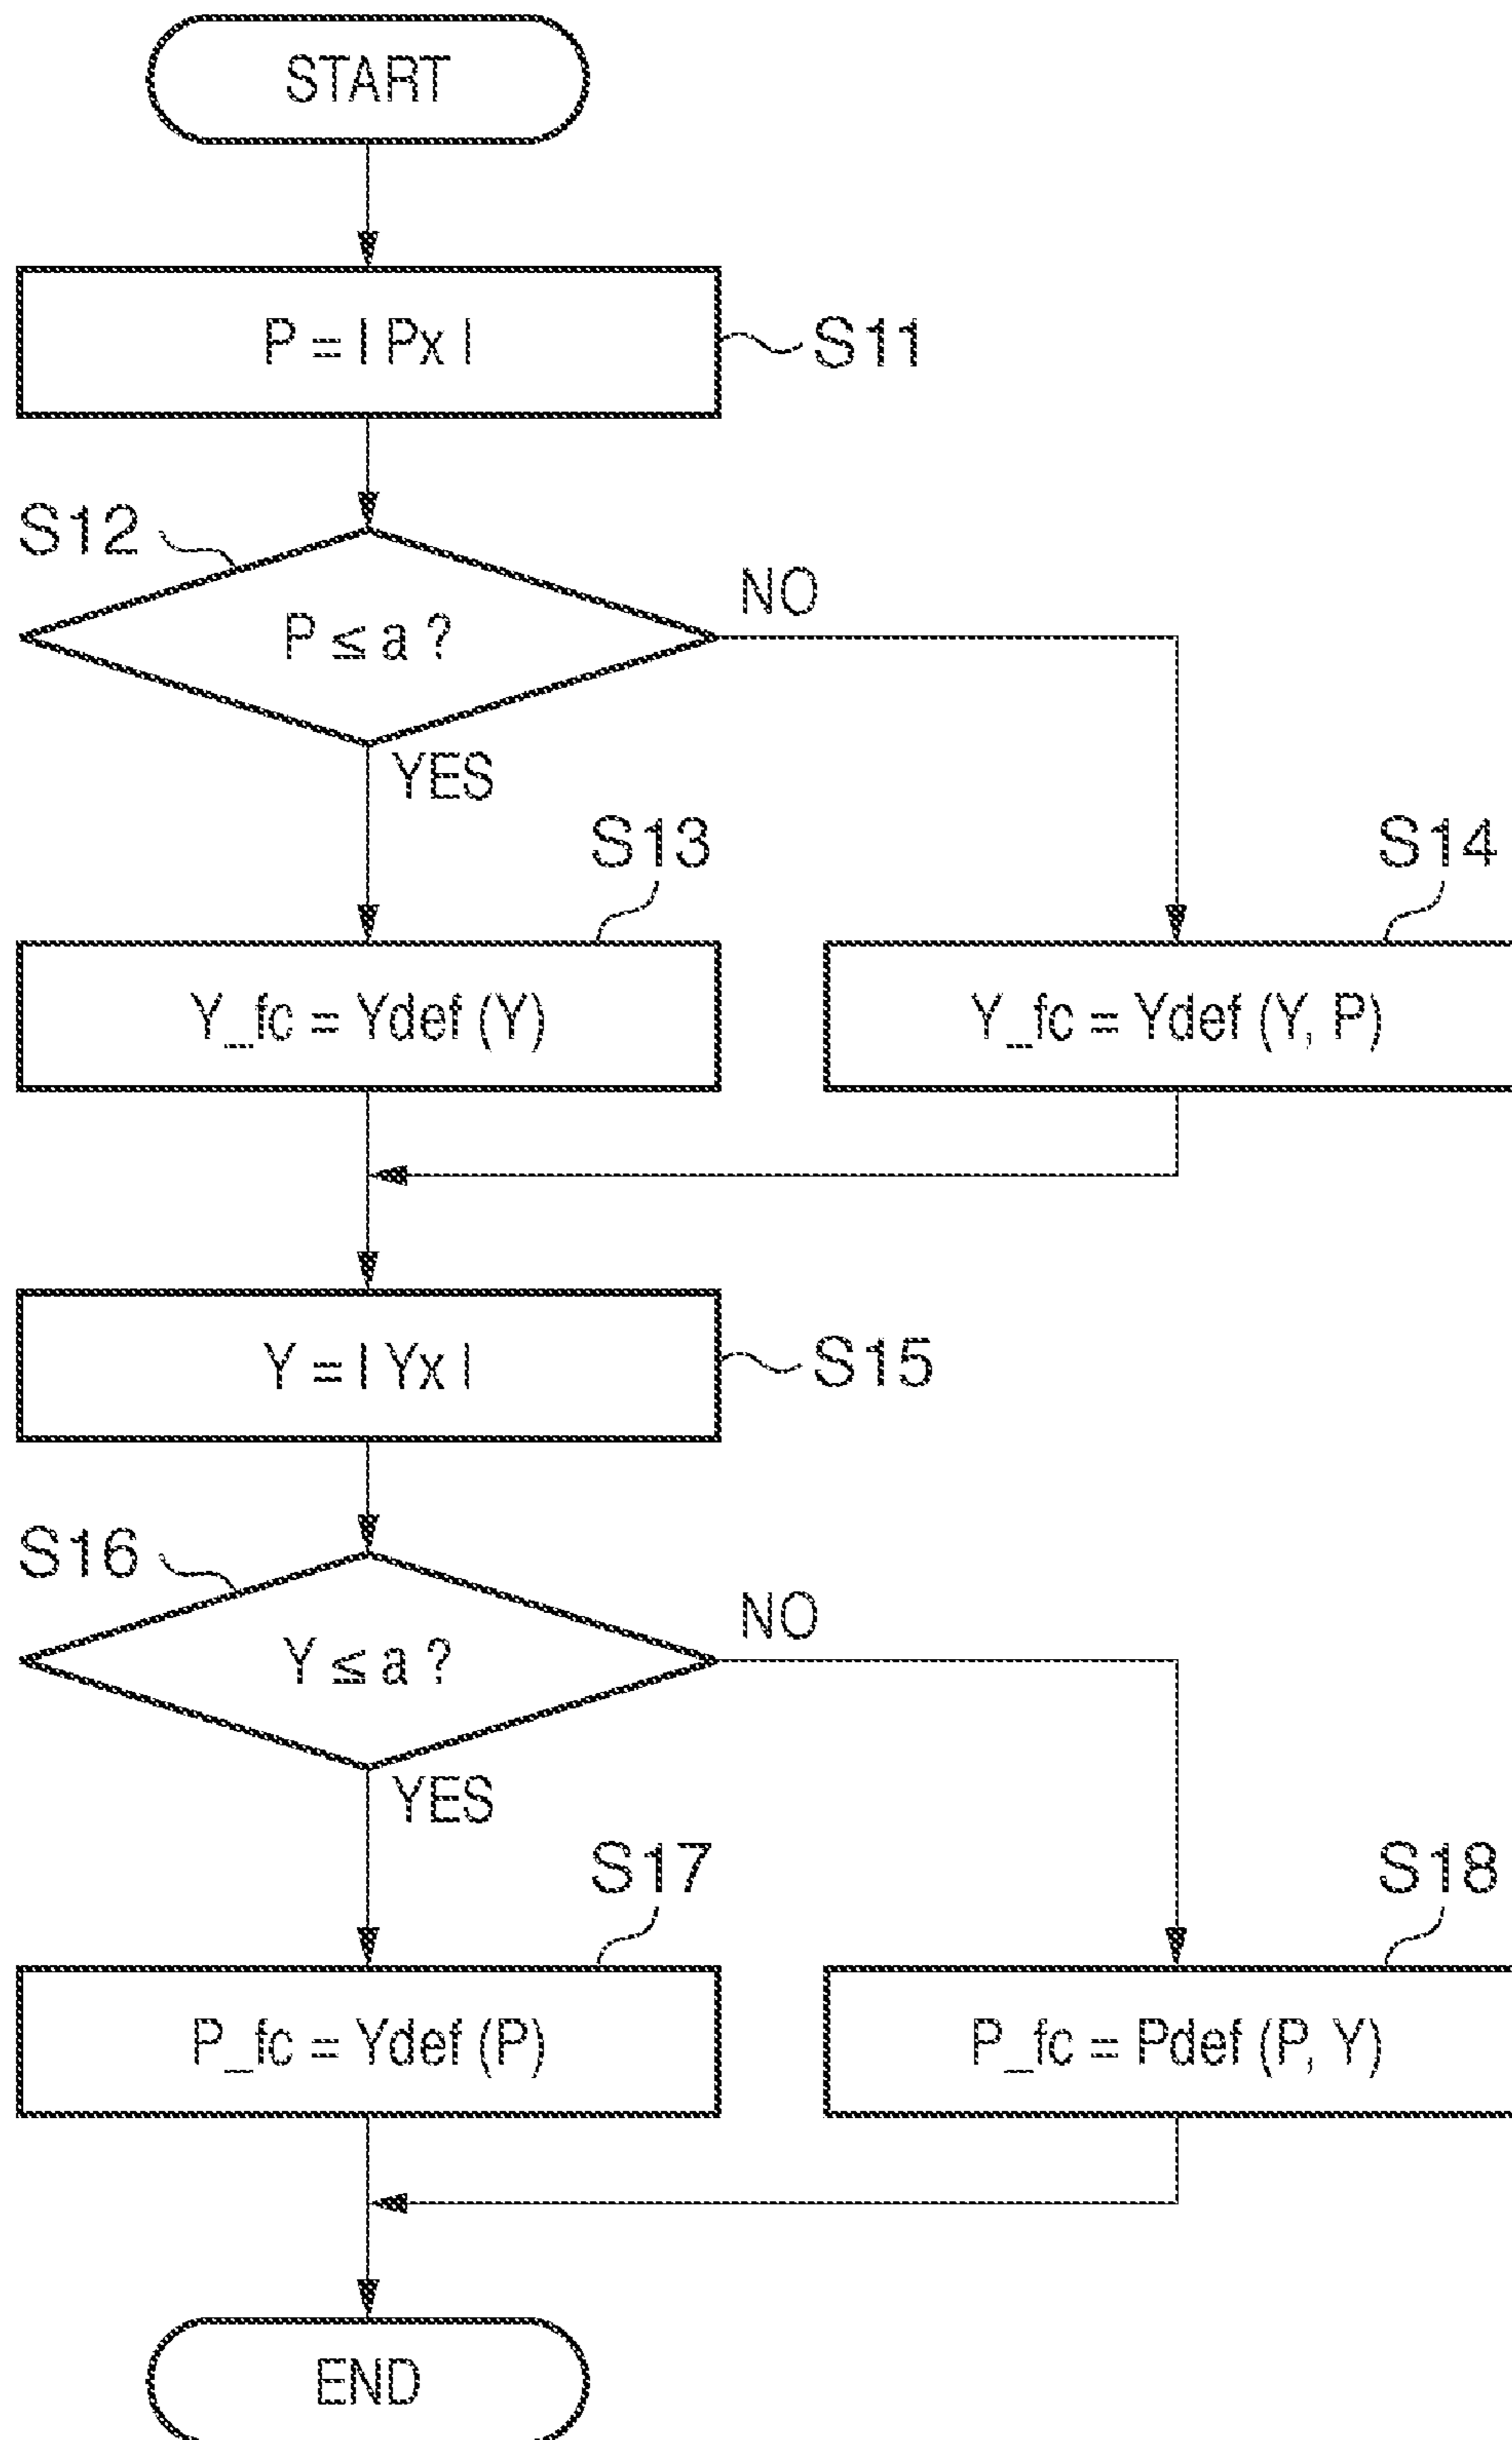 START
P = | Px |
S11
S12
P ≦ a ?
NO
YES
S13
S14
Y_fc = Ydef (Y)
Y_fc = Ydef (Y, P)
Y = | Yx |
S15
S16
Y ≦ a ?
NO
YES
S17
S18
P_fc = Ydef (P)
P_fc = Pdef (P, Y)
END